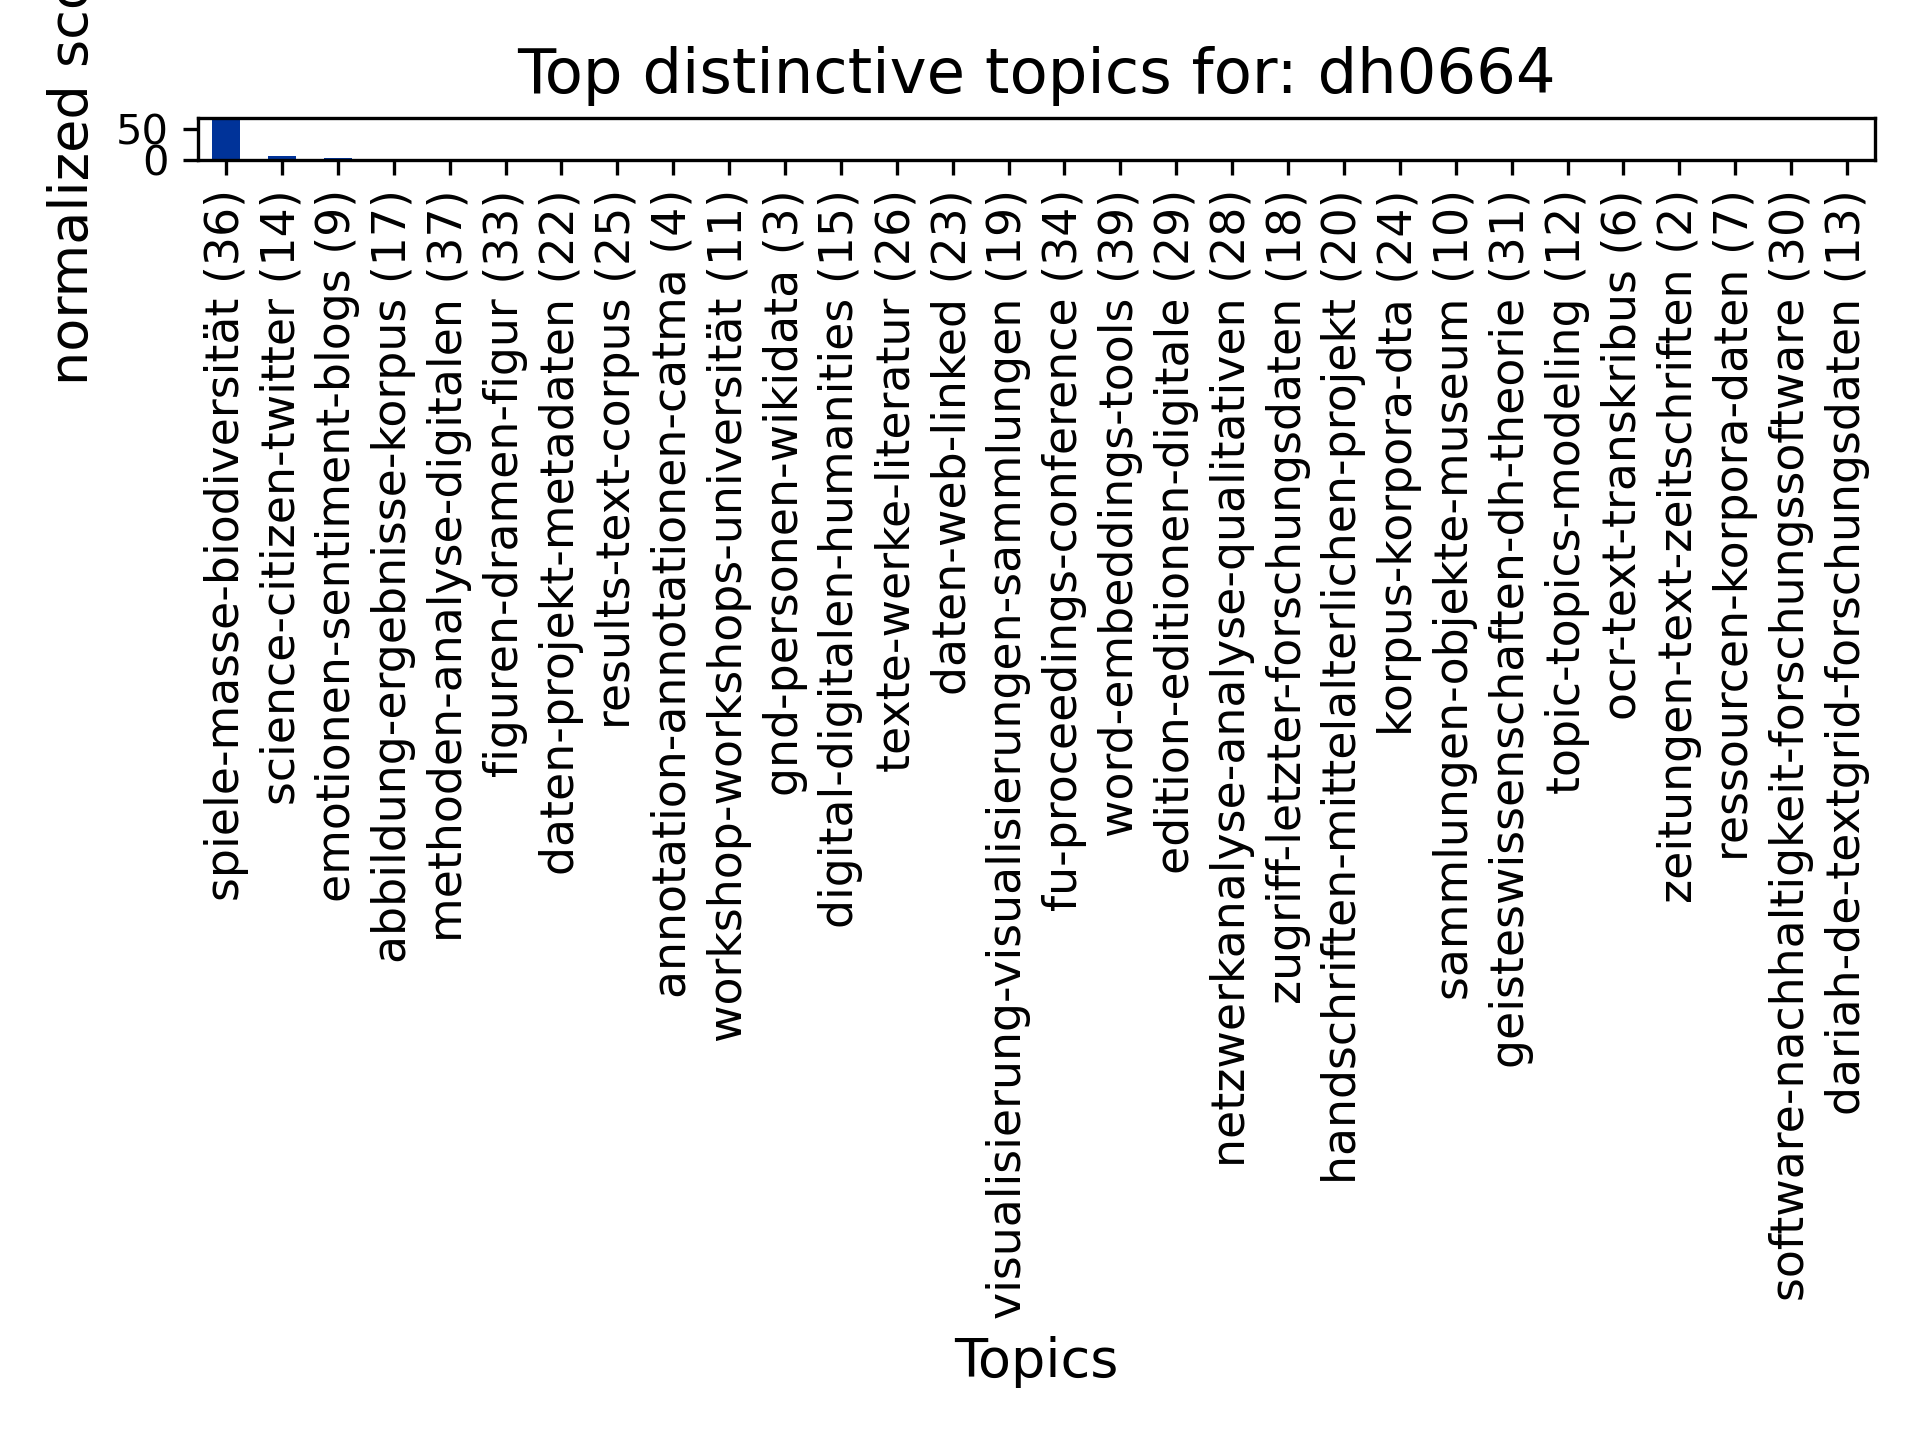 Top distinctive topics for: dh0664
normalized
50
0
spiele-masse-biodiversität (36)
science-citizen-twitter (14)
emotionen-sentiment-blogs (9)
abbildung-ergebnisse-korpus (17)
methoden-analyse-digitalen (37)
figuren-dramen-figur (33)
daten-projekt-metadaten (22)
results-text-corpus (25)
annotation-annotationen-catma (4)
workshop-workshops-universität (11)
gnd-personen-wikidata (3)
digital-digitalen-humanities (15)
texte-werke-literatur (26)
daten-web-linked (23)
visualisierung-visualisierungen-sammlungen (19)
fu-proceedings-conference (34)
word-embeddings-tools (39)
edition-editionen-digitale (29)
netzwerkanalyse-analyse-qualitativen (28)
zugriff-letzter-forschungsdaten (18)
handschriften-mittelalterlichen-projekt (20)
korpus-korpora-dta (24)
sammlungen-objekte-museum (10)
geisteswissenschaften-dh-theorie (31)
topic-topics-modeling (12)
ocr-text-transkribus (6)
zeitungen-text-zeitschriften (2)
ressourcen-korpora-daten (7)
software-nachhaltigkeit-forschungssoftware (30)
dariah-de-textgrid-forschungsdaten (13)
Topics